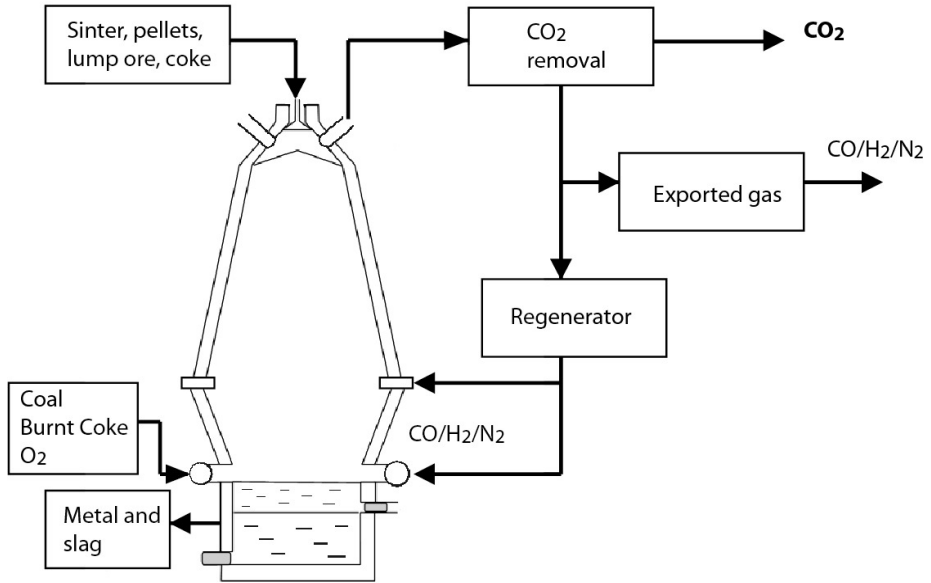 Sinter, pellets,
lump ore, coke
CO2
removal
CO2
CO/H2/N2
Exported gas
Regenerator
Coal
Burnt Coke
O2
CO/H2/N2
Metal and
slag